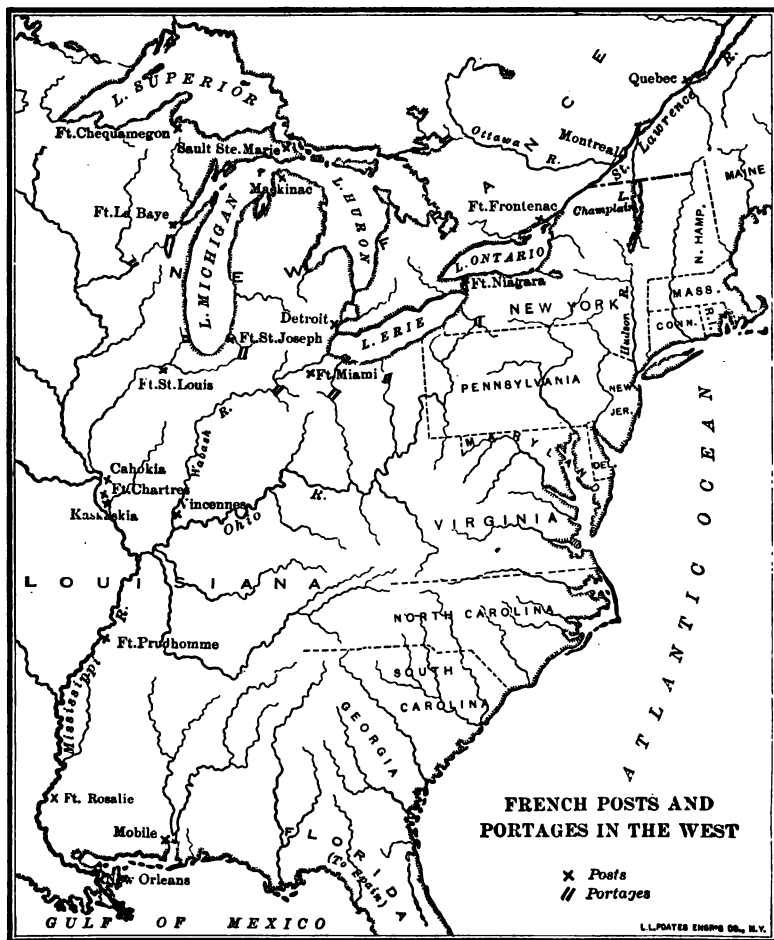 L. SUPERIOR
Quebec
Ft. Chequamegon
Sault Ste. Marie
Ottawa R.
Montreal
St. Lawrence R.
MAINE
Mackinac
Ft. La Baye
L. MICHIGAN
L. HURON
Ft. Frontenac
L. Champlain
N. HAMP.
NEW FRANCE
L. ONTARIO
Ft. Niagara
MASS.
NEW YORK
Hudson R.
CONN.
R.I.
Detroit
L. ERIE
Ft. St. Joseph
Ft. Miami
Ft. St. Louis
PENNSYLVANIA
NEW
JER.
Wabash R.
MARYLAND
DE.
Cahokia
Ft. Chartres
Kaskaskia
Vincennes
Ohio R.
VIRGINIA
ATLANTIC OCEAN
LOUISIANA
NORTH CAROLINA
Ft. Prudhomme
Mississippi R.
SOUTH
CAROLINA
GEORGIA
Ft. Rosalie
Mobile
FLORIDA
(To Spain)
New Orleans
GULF OF MEXICO
FRENCH POSTS AND
PORTAGES IN THE WEST
Posts
Portages
L.L. POATES ENGR'G CO., N.Y.